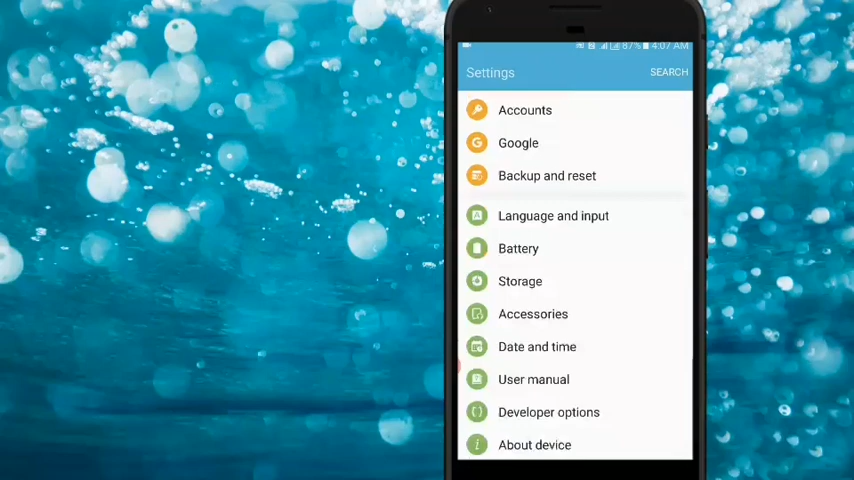 87% 4:07 AM
Settings SEARCH
Accounts
Google
Backup and reset
Language and input
Battery
Storage
Accessories
Date and time
User manual
Developer options
About device